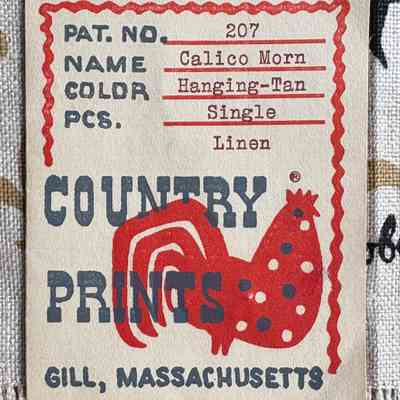 PAT. NO. 207
NAME Calico Morn
COLOR Hanging-Tan
PCS. Single
Linen
COUNTRY ®
PRINTS
GILL, MASSACHUSETTS